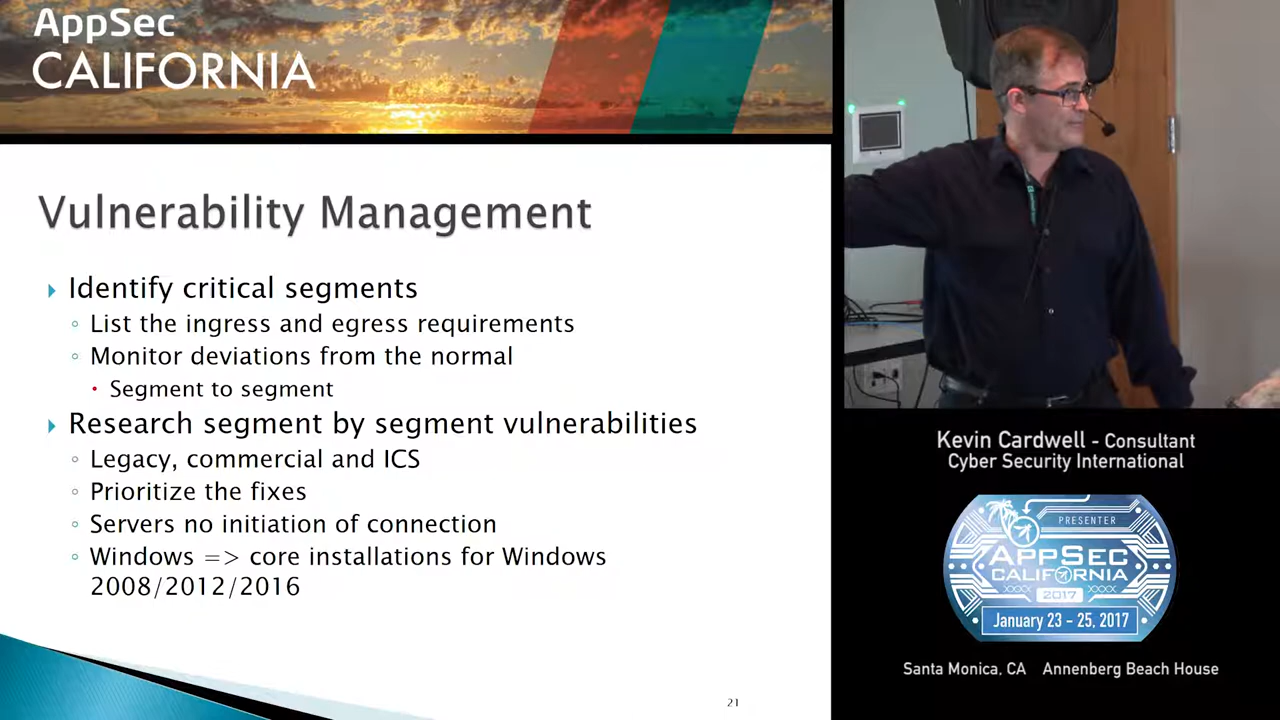 AppSec
CALIFORNIA
Vulnerability Management
Identify critical segments
List the ingress and egress requirements
Monitor deviations from the normal
Segment to segment
Research segment by segment vulnerabilities
Legacy, commercial and ICS
Prioritize the fixes
Servers no initiation of connection
Windows => core installations for Windows
2008/2012/2016
21
Kevin Cardwell - Consultant
Cyber Security International
PRESENTER
APPSEC
CALIFORNIA
XXXX 2017 XXXX
January 23 - 25, 2017
Santa Monica, CA Annenberg Beach House